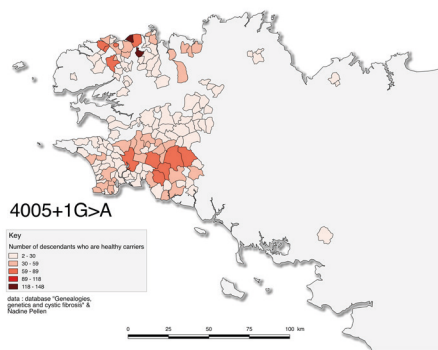 4005+1G>A
Key
Number of descendants who are healthy carriers
2 - 30
30 - 59
59 - 89
89 - 118
118 - 148
data : database "Genealogies,
genetics and cystic fibrosis" &
Nadine Pellen
0 25 50 75 100 km